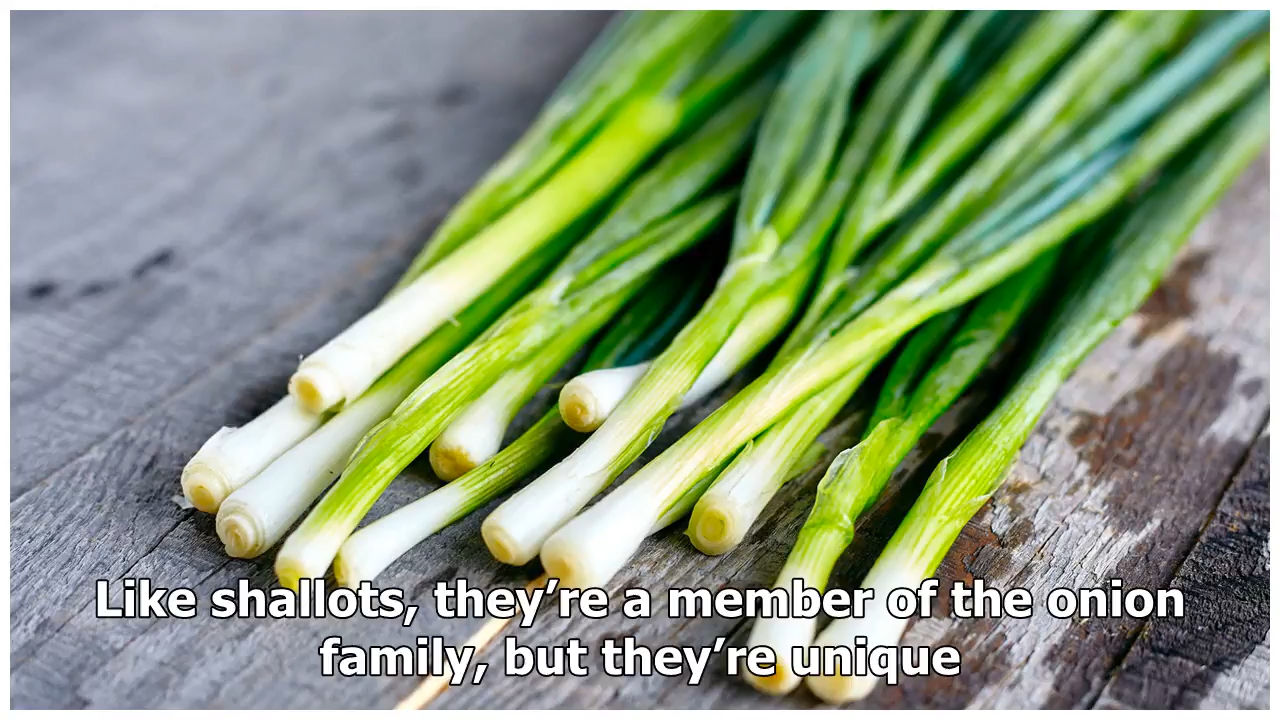 Like shallots, they’re a member of the onion
family, but they’re unique